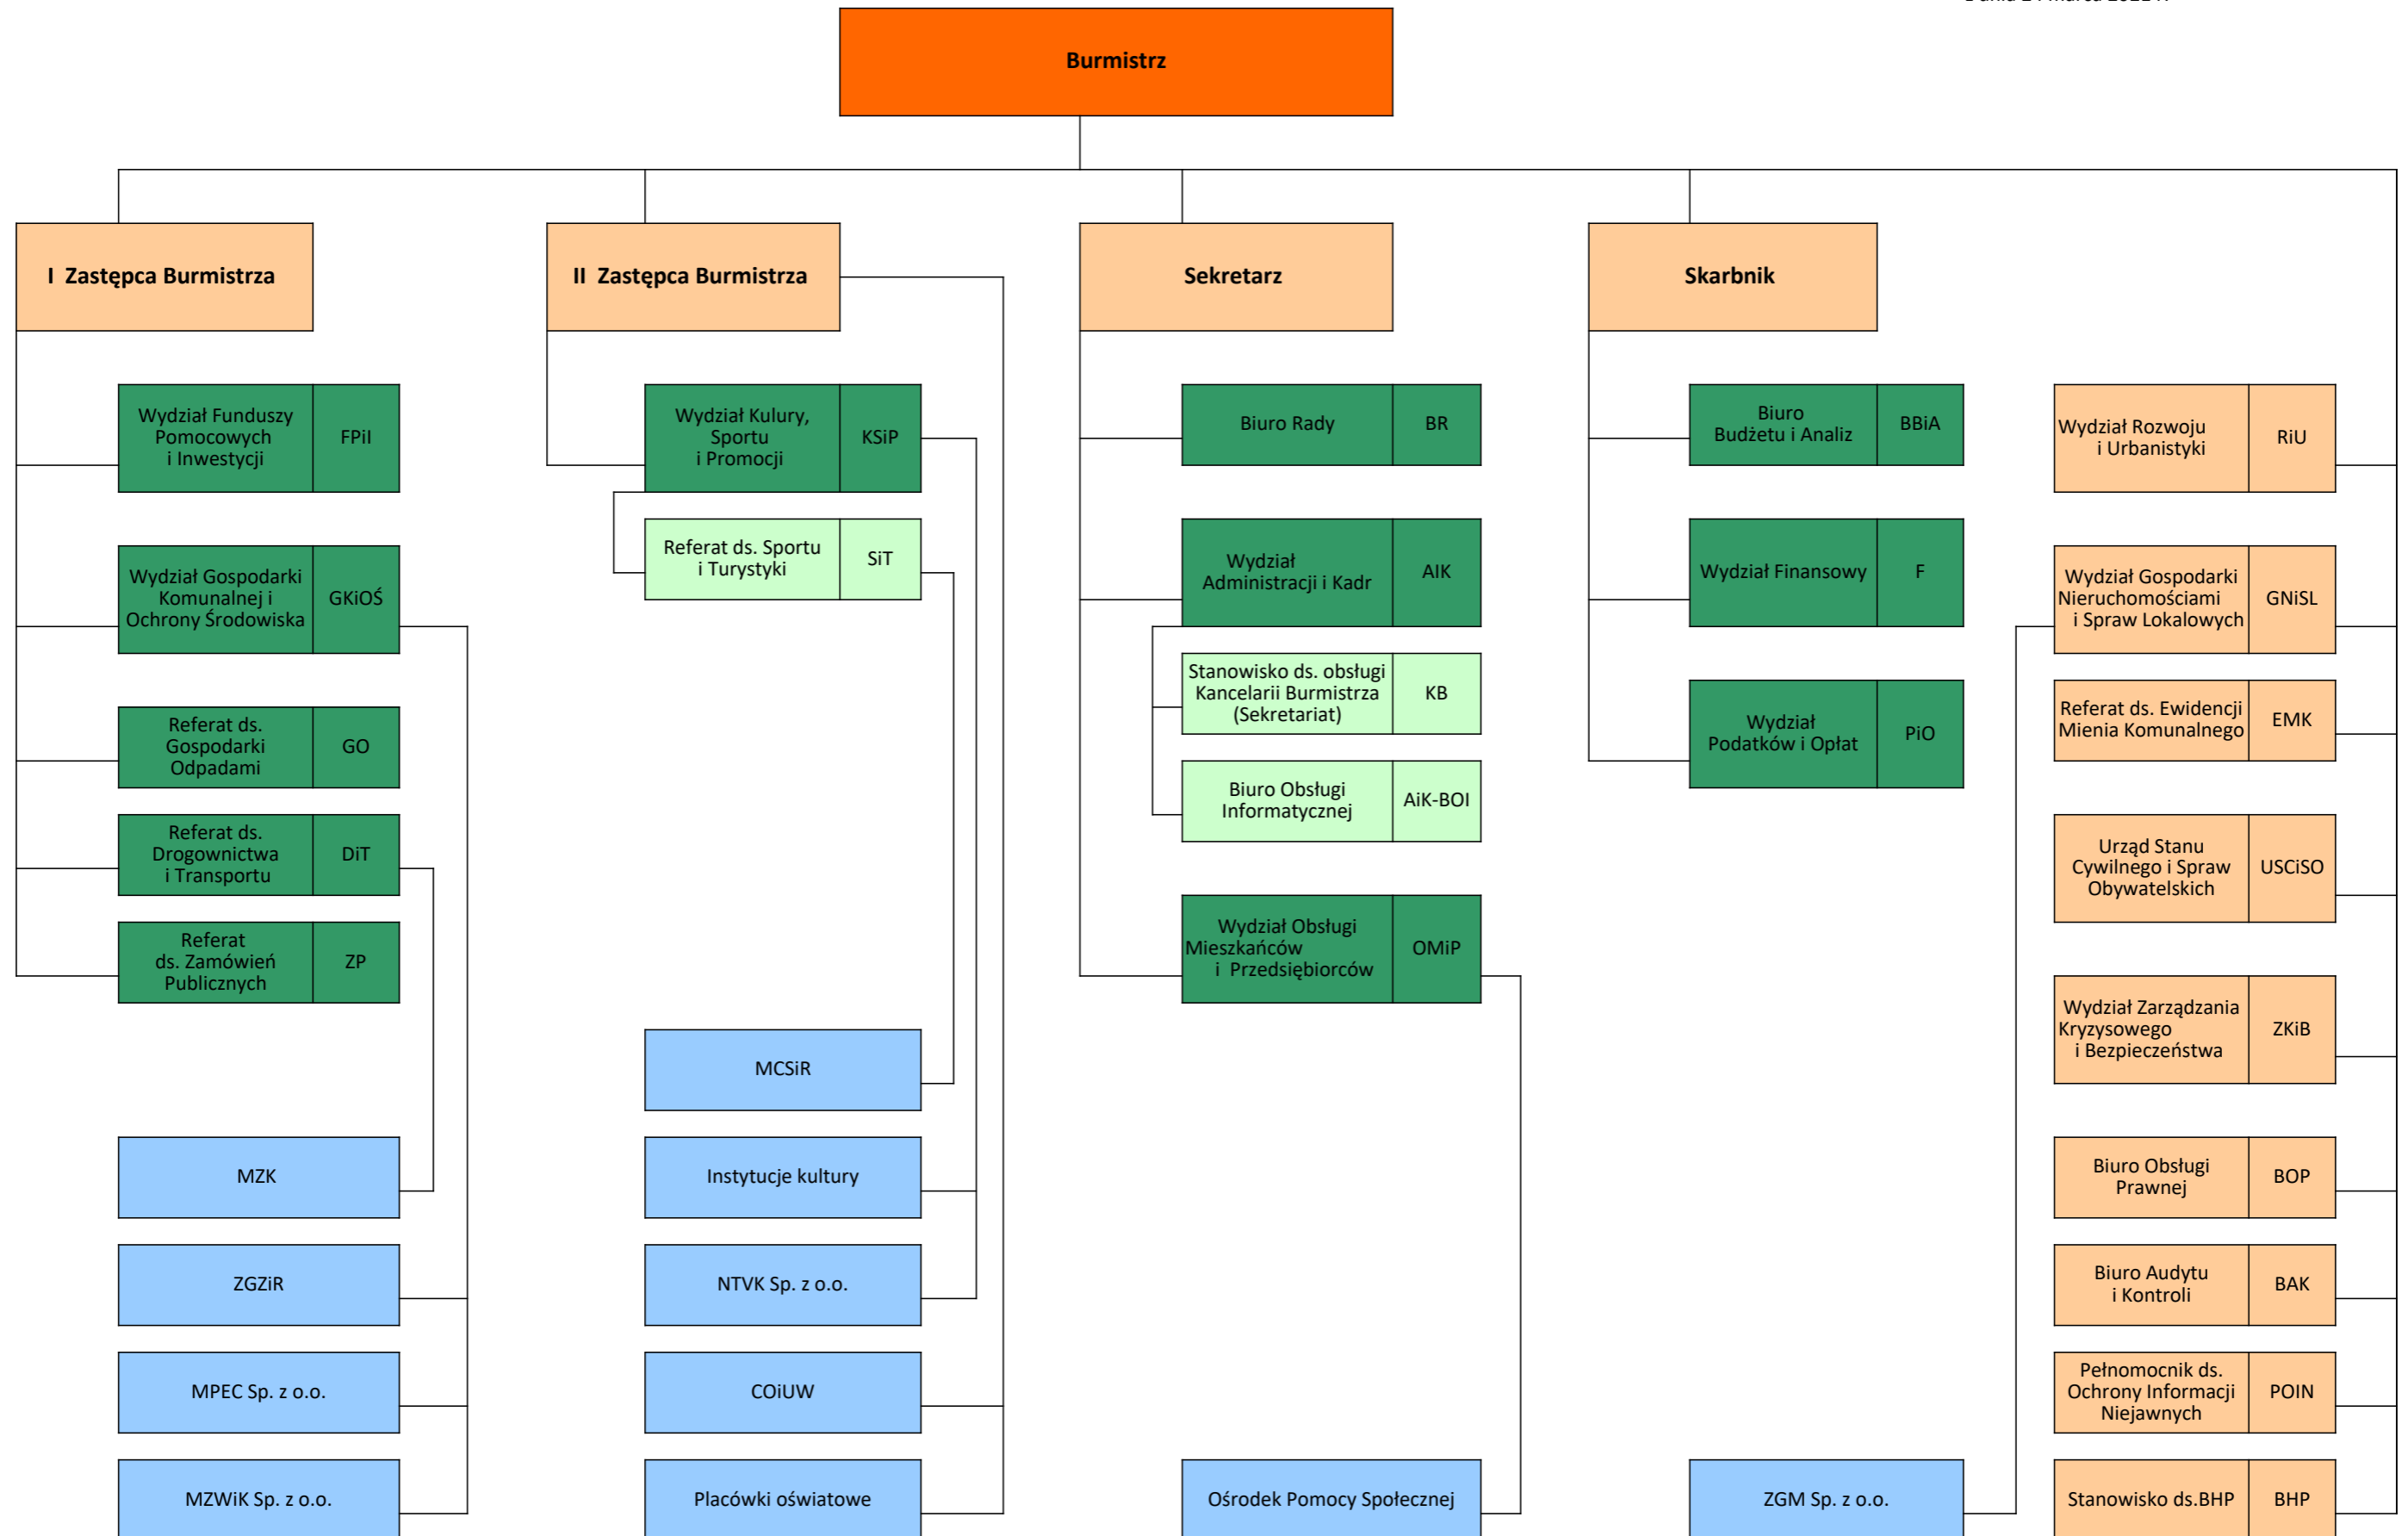 Burmistrz
I Zastępca Burmistrza
II Zastępca Burmistrza
Sekretarz
Skarbnik
Wydział Funduszy
Pomocowych
i Inwestycji
FPiI
Wydział Gospodarki
Komunalnej i
Ochrony Środowiska
GKiOŚ
Referat ds.
Gospodarki
Odpadami
GO
Referat ds.
Drogownictwa
i Transportu
DiT
Referat
ds. Zamówień
Publicznych
ZP
MZK
ZGZiR
MPEC Sp. z o.o.
MZWiK Sp. z o.o.
Wydział Kulury,
Sportu
i Promocji
KSiP
Referat ds. Sportu
i Turystyki
SiT
MCSiR
Instytucje kultury
NTVK Sp. z o.o.
COiUW
Placówki oświatowe
Biuro Rady
BR
Wydział
Administracji i Kadr
AIK
Stanowisko ds. obsługi
Kancelarii Burmistrza
(Sekretariat)
KB
Biuro Obsługi
Informatycznej
AiK-BOI
Wydział Obsługi
Mieszkańców
i Przedsiębiorców
OMiP
Ośrodek Pomocy Społecznej
Biuro
Budżetu i Analiz
BBiA
Wydział Finansowy
F
Wydział
Podatków i Opłat
PiO
ZGM Sp. z o.o.
Wydział Rozwoju
i Urbanistyki
RiU
Wydział Gospodarki
Nieruchomościami
i Spraw Lokalowych
GNiSL
Referat ds. Ewidencji
Mienia Komunalnego
EMK
Urząd Stanu
Cywilnego i Spraw
Obywatelskich
USCiSO
Wydział Zarządzania
Kryzysowego
i Bezpieczeństwa
ZKiB
Biuro Obsługi
Prawnej
BOP
Biuro Audytu
i Kontroli
BAK
Pełnomocnik ds.
Ochrony Informacji
Niejawnych
POIN
Stanowisko ds.BHP
BHP